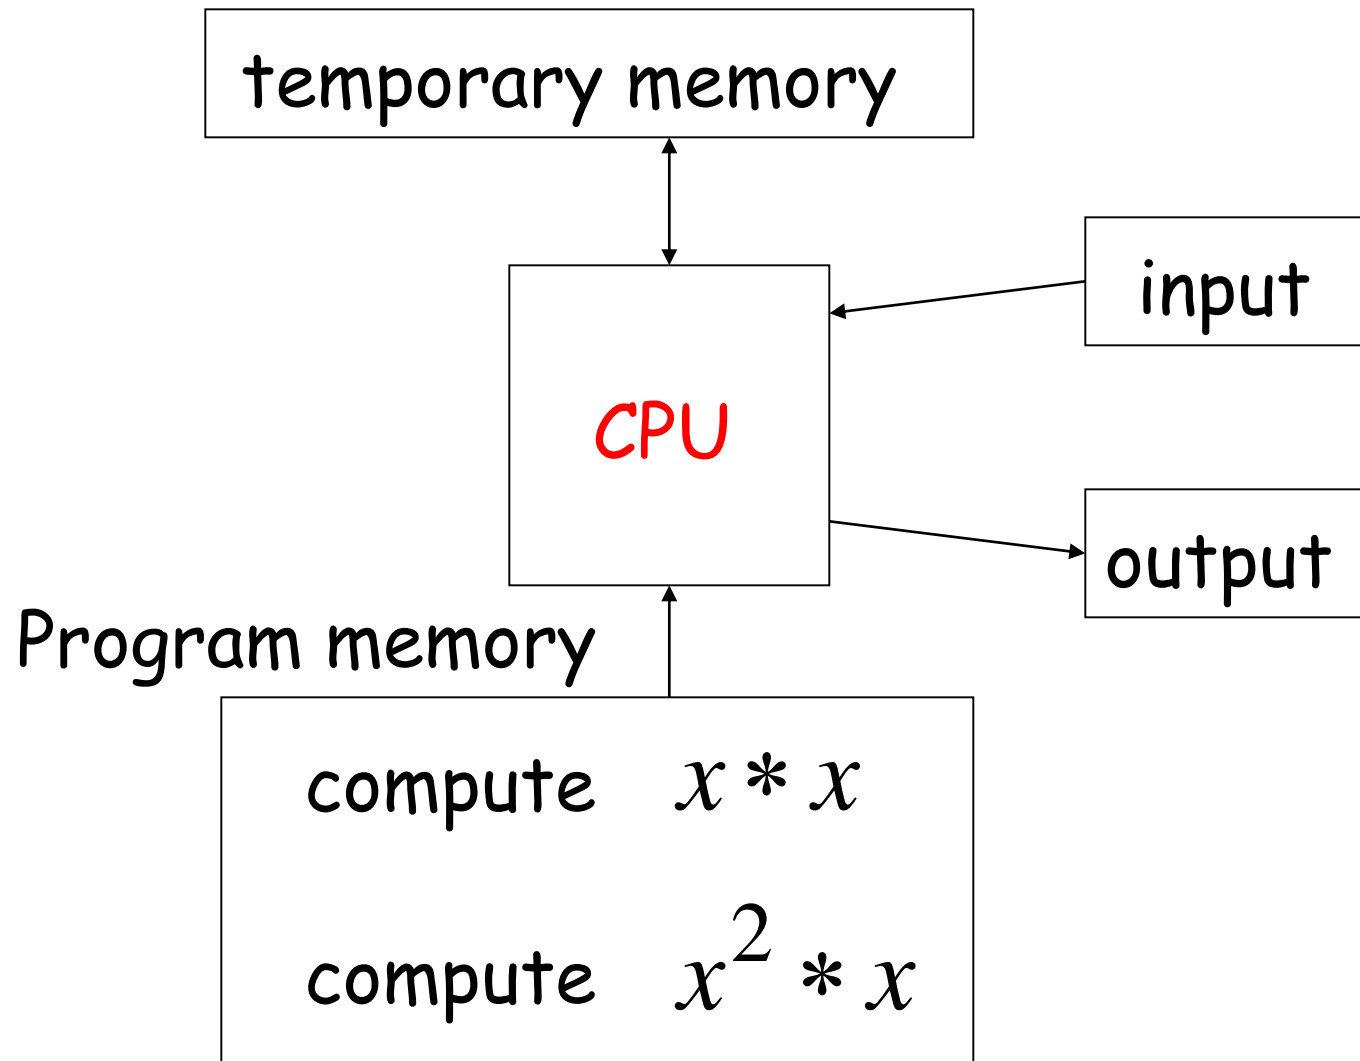 temporary memory
input
CPU
output
Program memory
compute x * x
compute x² * x